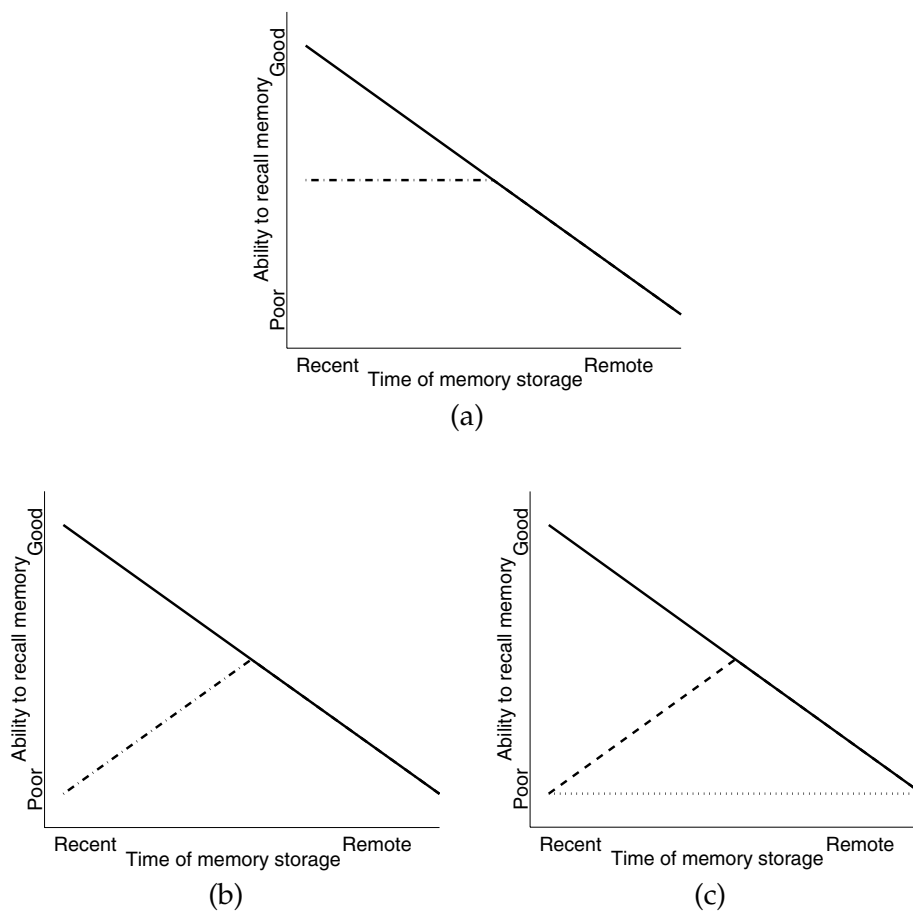 Good
Ability to recall memory
Poor
Recent
Remote
Time of memory storage
(a)
Good
Ability to recall memory
Poor
Recent
Remote
Time of memory storage
(b)
Good
Ability to recall memory
Poor
Recent
Remote
Time of memory storage
(c)